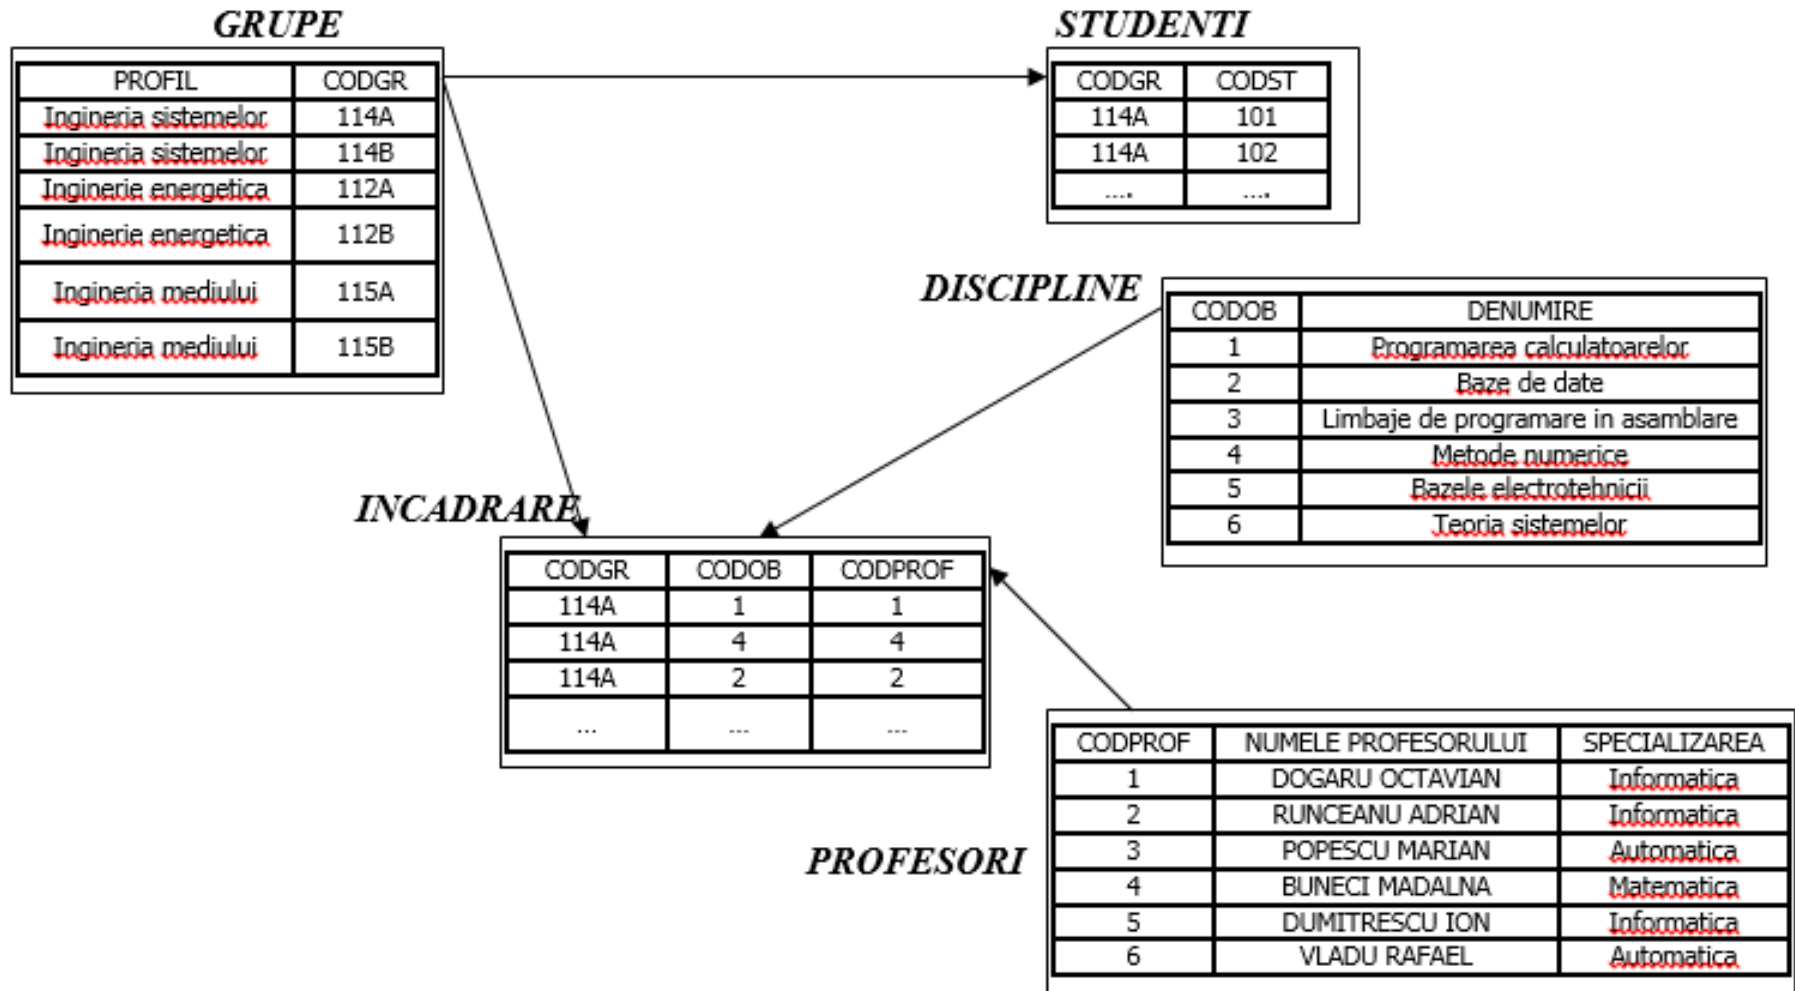 GRUPE
PROFIL CODGR
Ingineria sistemelor 114A
Ingineria sistemelor 114B
Inginerie energetica 112A
Inginerie energetica 112B
Ingineria mediului 115A
Ingineria mediului 115B
STUDENTI
CODGR CODST
114A 101
114A 102
.... ....
DISCIPLINE
CODOB DENUMIRE
1 Programarea calculatoarelor
2 Baze de date
3 Limbaje de programare in asamblare
4 Metode numerice
5 Bazele electrotehnicii
6 Teoria sistemelor
INCADRARE
CODGR CODOB CODPROF
114A 1 1
114A 4 4
114A 2 2
... ... ...
PROFESORI
CODPROF NUMELE PROFESORULUI SPECIALIZAREA
1 DOGARU OCTAVIAN Informatica
2 RUNCEANU ADRIAN Informatica
3 POPESCU MARIAN Automatica
4 BUNECI MADALNA Matematica
5 DUMITRESCU ION Informatica
6 VLADU RAFAEL Automatica